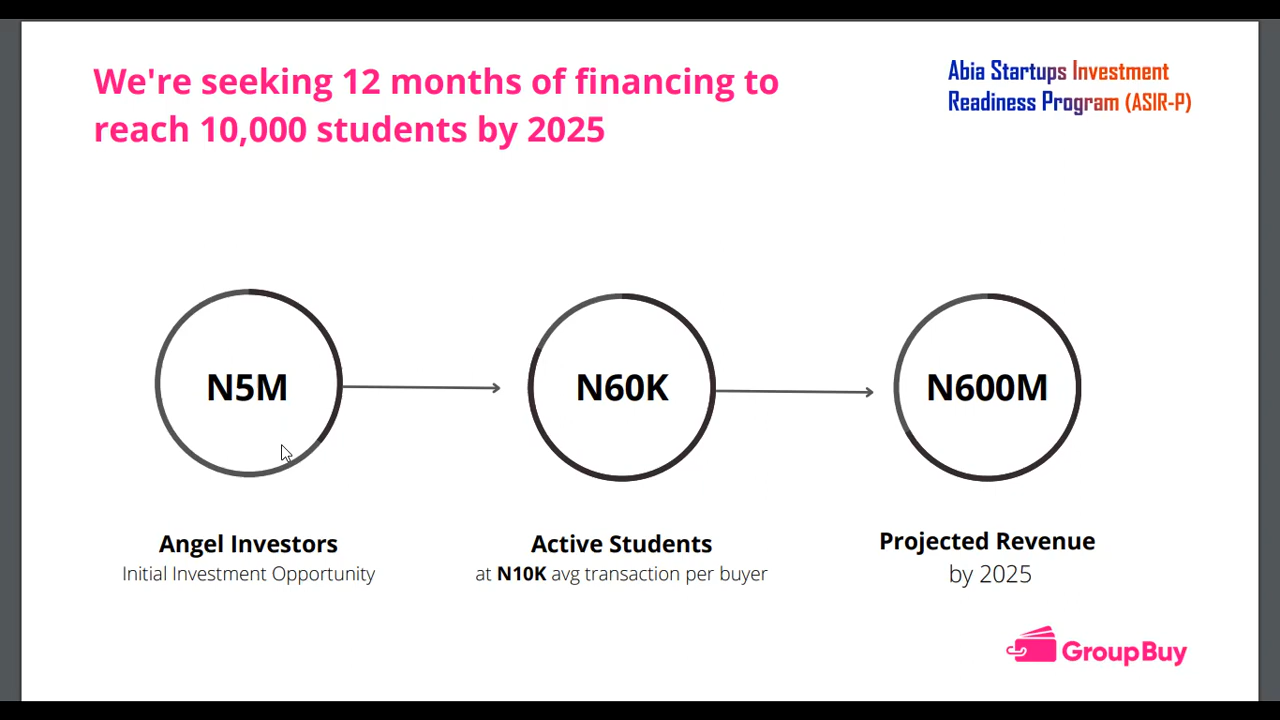 We're seeking 12 months of financing to
reach 10,000 students by 2025
Abia Startups Investment
Readiness Program (ASIR-P)
N5M
N60K
N600M
Angel Investors
Initial Investment Opportunity
Active Students
at N10K avg transaction per buyer
Projected Revenue
by 2025
GroupBuy